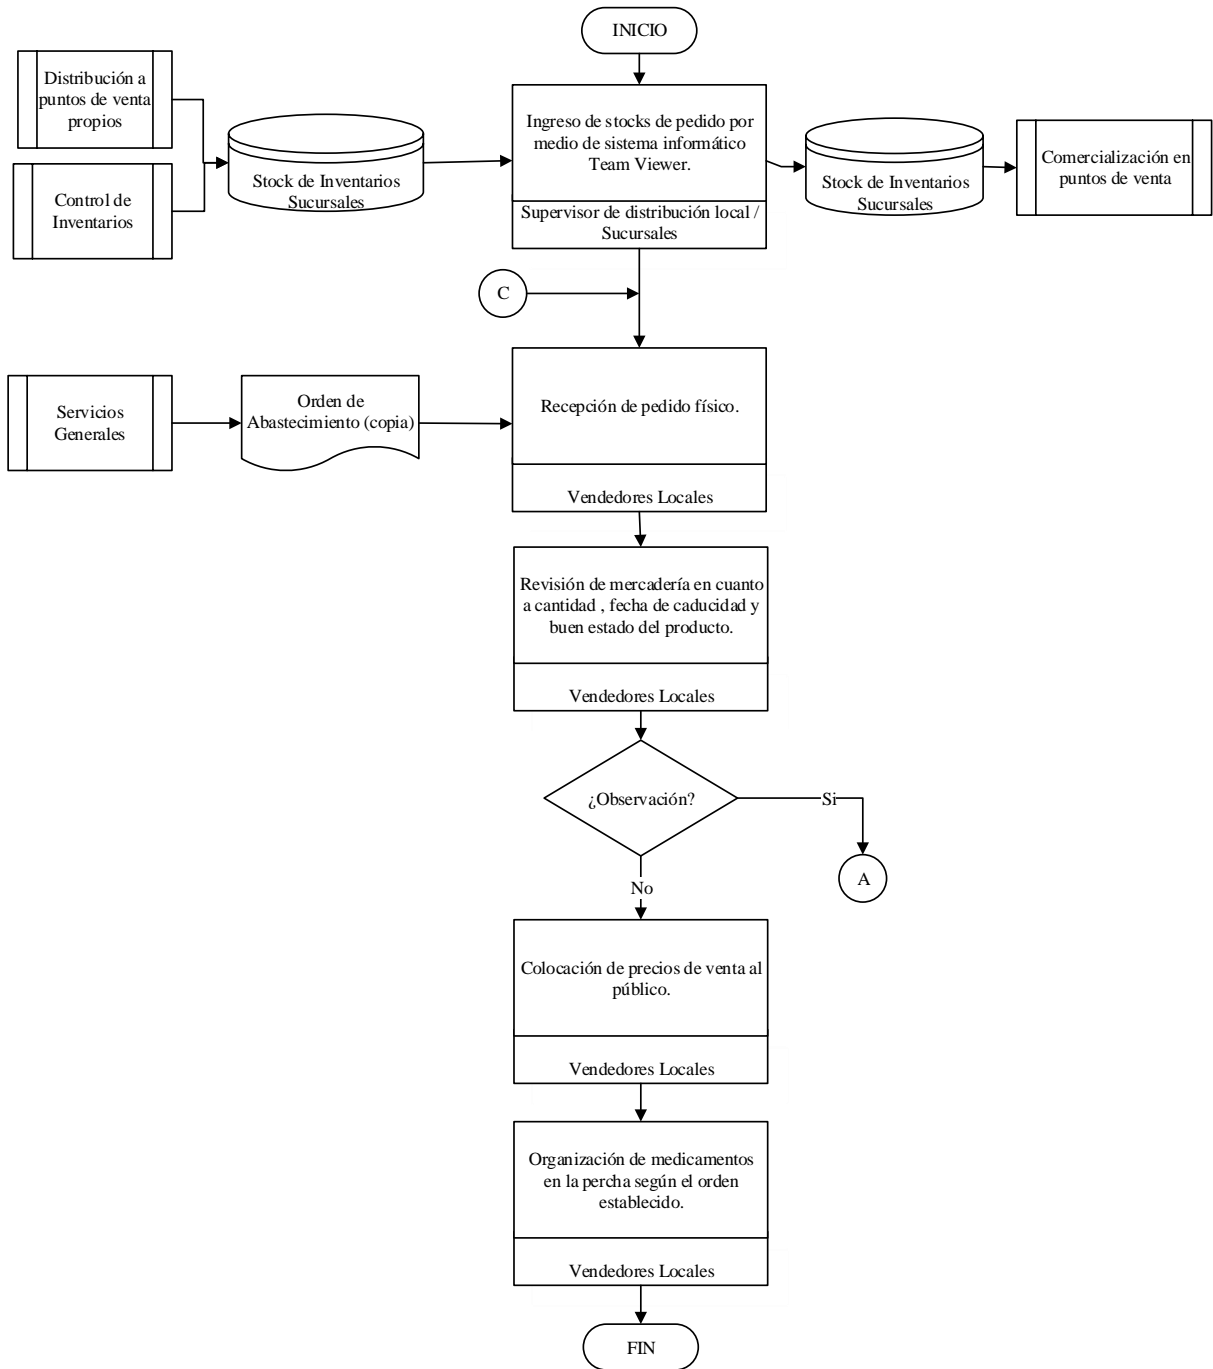 INICIO
Distribución a
puntos de venta
propios
Control de
Inventarios
Stock de Inventarios
Sucursales
Ingreso de stocks de pedido por
medio de sistema informático
Team Viewer.
Supervisor de distribución local /
Sucursales
Stock de Inventarios
Sucursales
Comercialización en
puntos de venta
C
Servicios
Generales
Orden de
Abastecimiento (copia)
Recepción de pedido físico.
Vendedores Locales
Revisión de mercadería en cuanto
a cantidad , fecha de caducidad y
buen estado del producto.
Vendedores Locales
¿Observación?
Si
A
No
Colocación de precios de venta al
público.
Vendedores Locales
Organización de medicamentos
en la percha según el orden
establecido.
Vendedores Locales
FIN